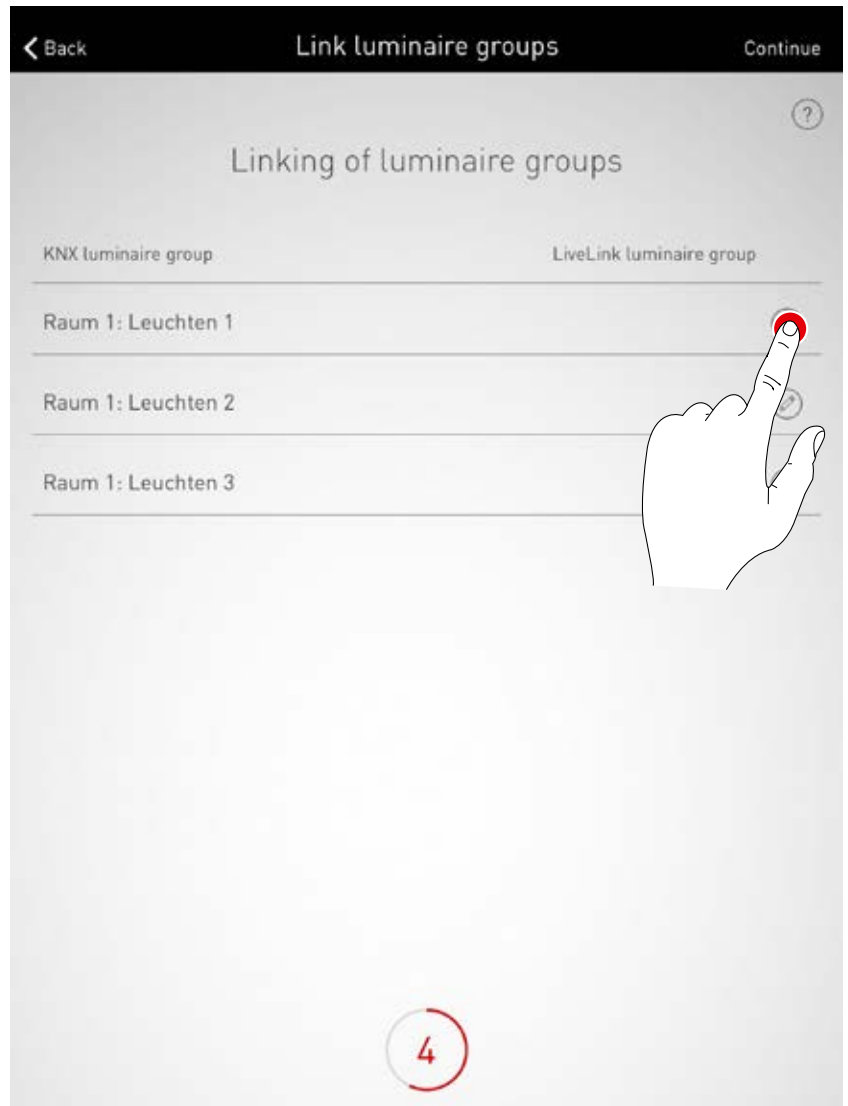 Back Link luminaire groups Continue
?
Linking of luminaire groups
KNX luminaire group LiveLink luminaire group
Raum 1: Leuchten 1
Raum 1: Leuchten 2
Raum 1: Leuchten 3
4